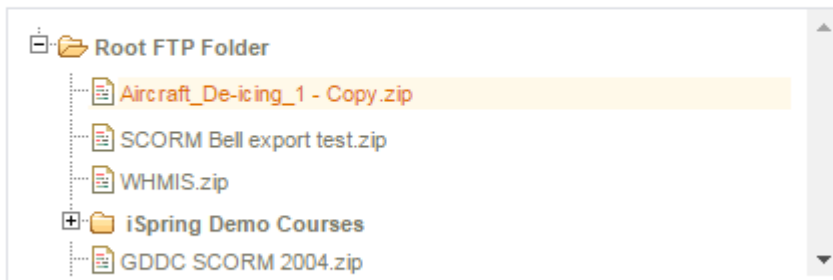 Root FTP Folder
Aircraft_De-icing_1 - Copy.zip
SCORM Bell export test.zip
WHMIS.zip
iSpring Demo Courses
GDDC SCORM 2004.zip